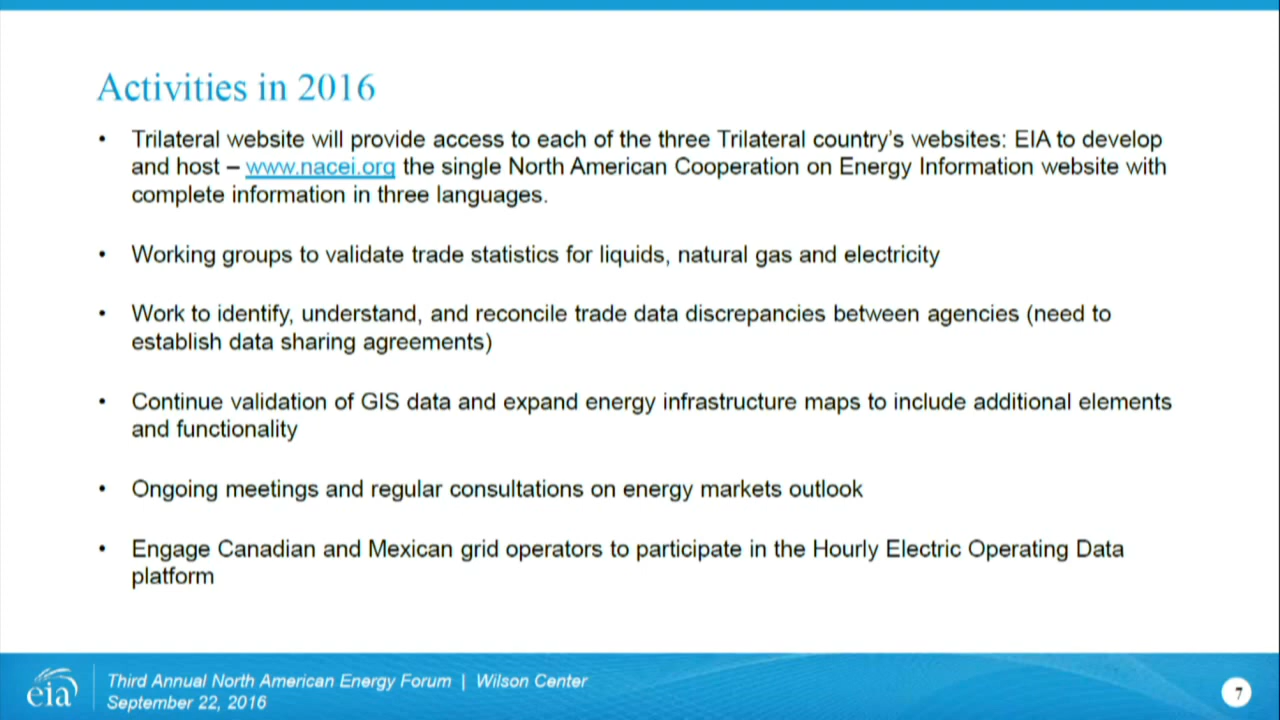 Activities in 2016
• Trilateral website will provide access to each of the three Trilateral country's websites: EIA to develop
and host – www.nacei.org the single North American Cooperation on Energy Information website with
complete information in three languages.
• Working groups to validate trade statistics for liquids, natural gas and electricity
• Work to identify, understand, and reconcile trade data discrepancies between agencies (need to
establish data sharing agreements)
• Continue validation of GIS data and expand energy infrastructure maps to include additional elements
and functionality
• Ongoing meetings and regular consultations on energy markets outlook
• Engage Canadian and Mexican grid operators to participate in the Hourly Electric Operating Data
platform
eia
Third Annual North American Energy Forum | Wilson Center
September 22, 2016
7